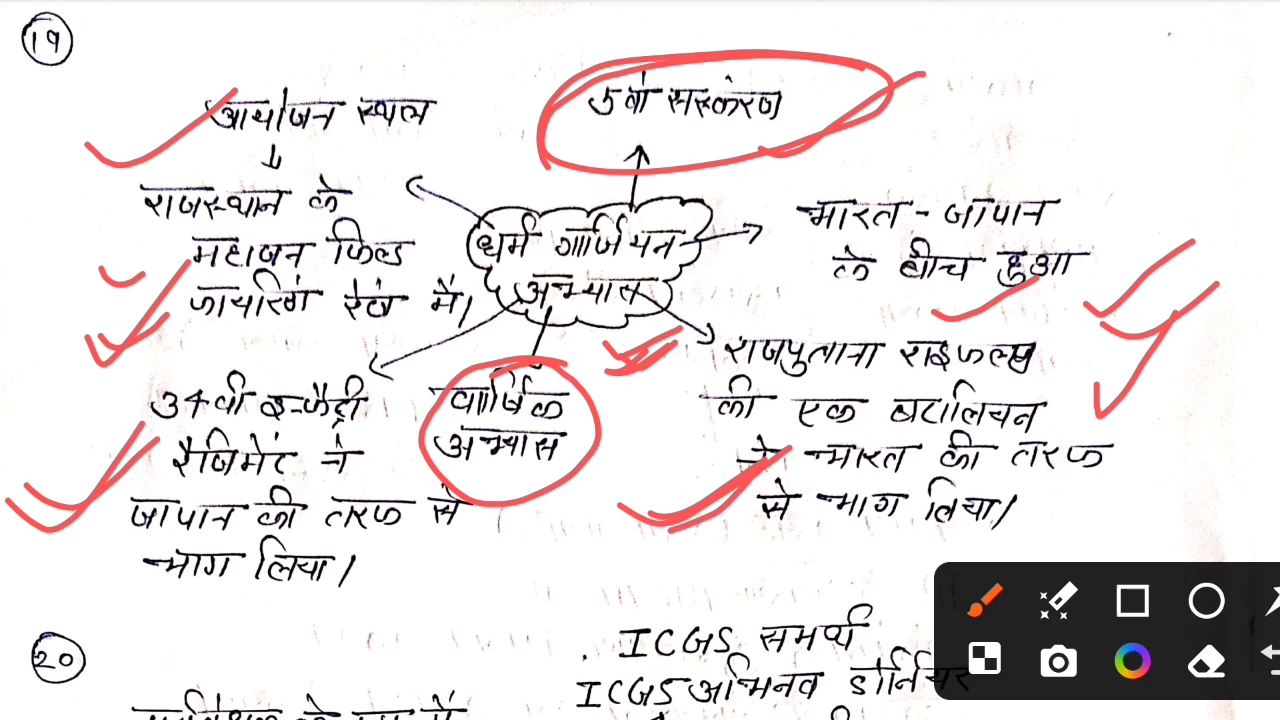 19
5वां संस्करण
आयोजन स्थल
राजस्थान के
महाजन फिल्ड
फायरिंग रेंज में।
धर्म गार्जियन
अभ्यास
भारत - जापान
के बीच हुआ
राजपुताना राइफल्स
की एक बटालियन
ने भारत की तरफ
से भाग लिया।
34वी इन्फैंट्री
रैजिमेंट ने
जापान की तरफ से
भाग लिया।
वार्षिक
अभ्यास
20
ICGS समर्थ
ICGS अभिनव डोर्नियर